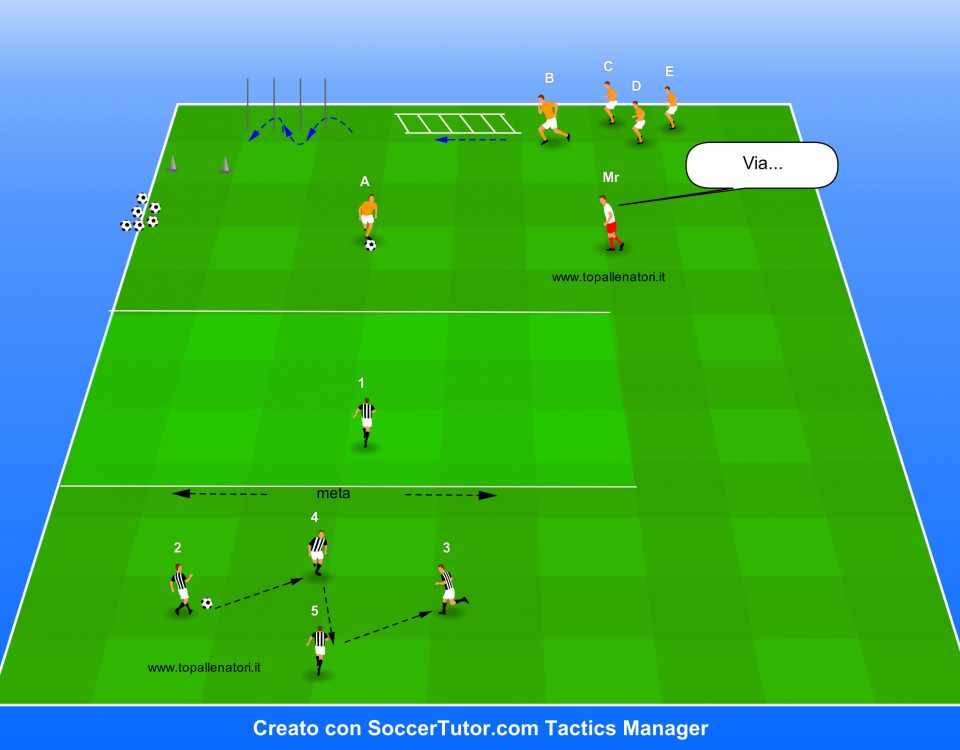 B
C
D
E
Via...
A
Mr
www.topallenatori.it
1
meta
4
2
3
5
www.topallenatori.it
Creato con SoccerTutor.com Tactics Manager